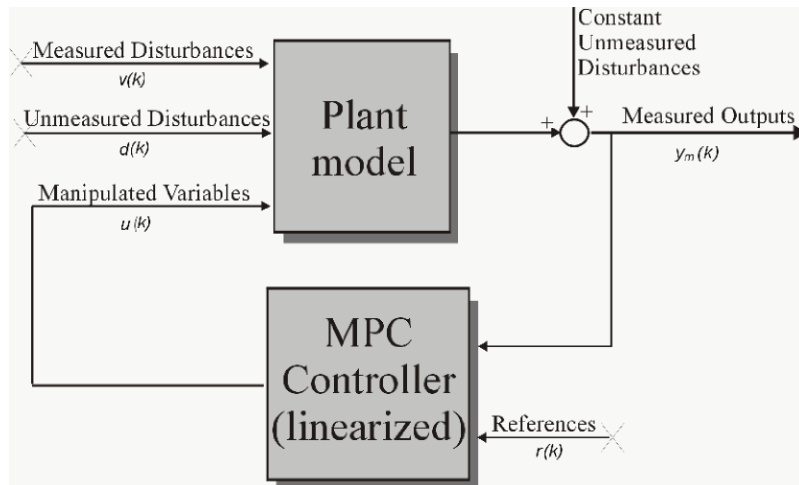 Constant
Unmeasured
Disturbances
Measured Disturbances
v(k)
Unmeasured Disturbances
d(k)
Manipulated Variables
u(k)
Plant
model
+
+
Measured Outputs
ym(k)
MPC
Controller
(linearized)
References
r(k)